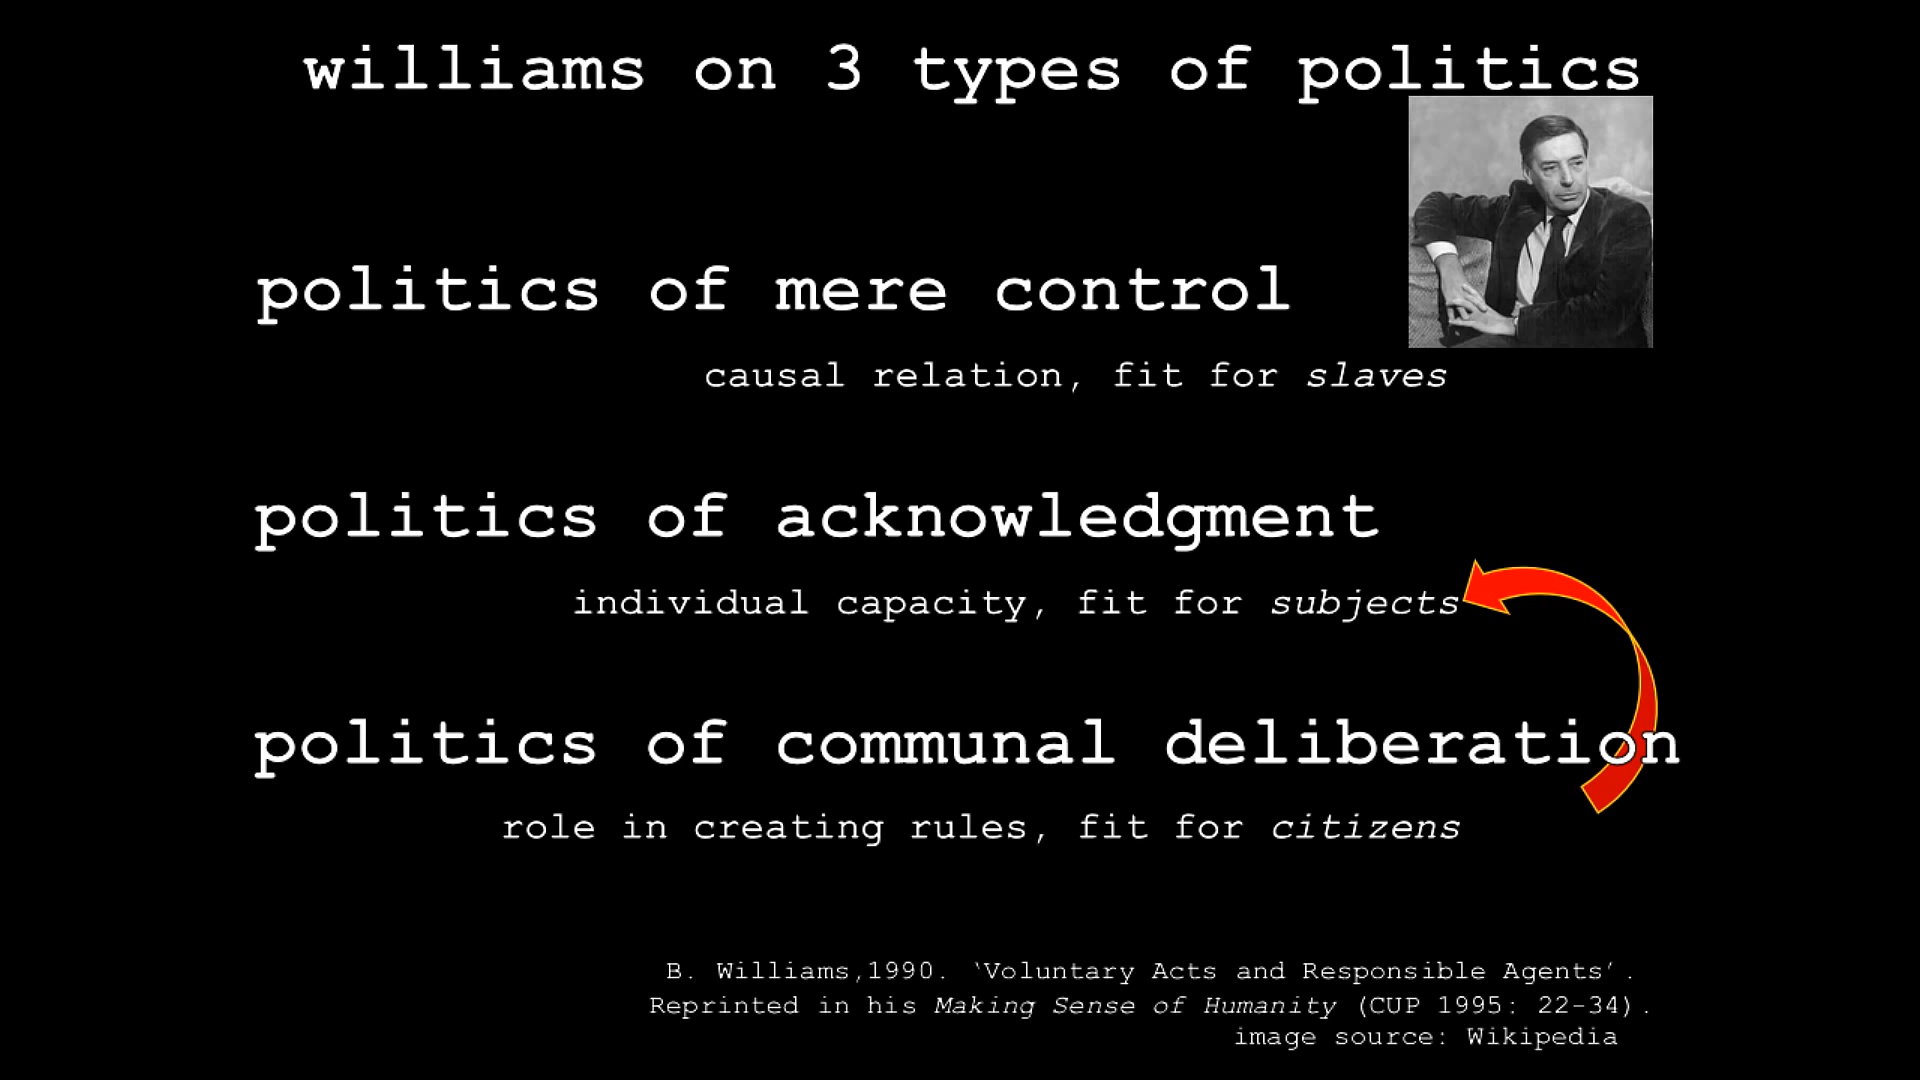 williams on 3 types of politics
politics of mere control
causal relation, fit for slaves
politics of acknowledgment
individual capacity, fit for subjects
politics of communal deliberation
role in creating rules, fit for citizens
B. Williams,1990. ‘Voluntary Acts and Responsible Agents’.
Reprinted in his Making Sense of Humanity (CUP 1995: 22-34).
image source: Wikipedia